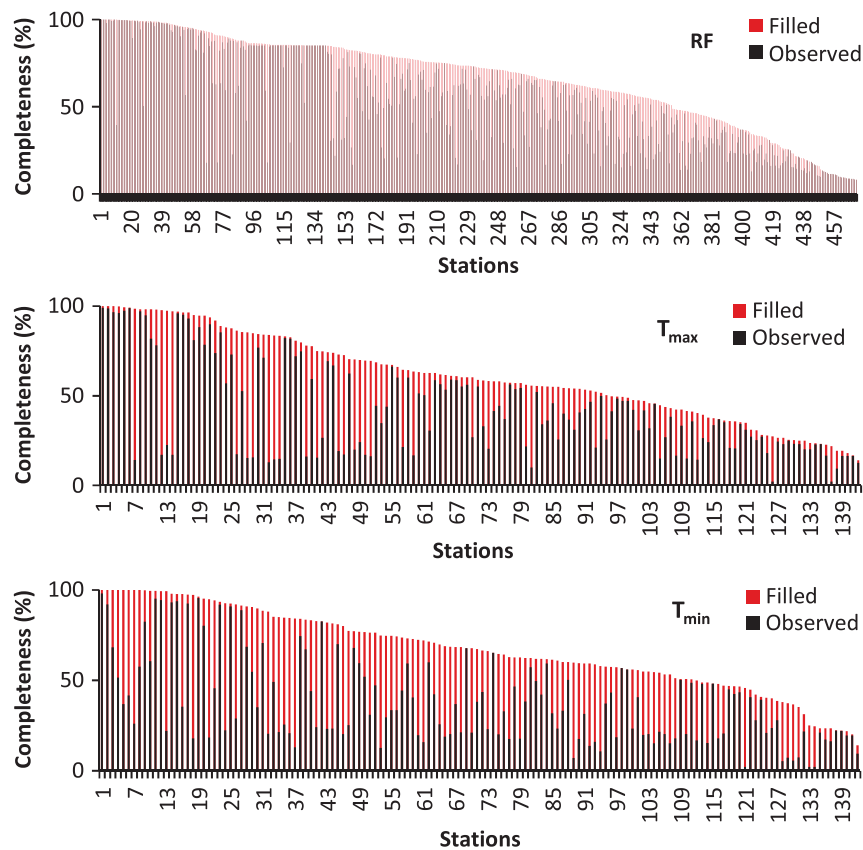 RF
Filled
Observed
Completeness (%)
100
50
0
1 20 39 58 77 96 115 134 153 172 191 210 229 248 267 286 305 324 343 362 381 400 419 438 457
Stations
Tmax
Filled
Observed
Completeness (%)
100
50
0
1 7 13 19 25 31 37 43 49 55 61 67 73 79 85 91 97 103 109 115 121 127 133 139
Stations
Tmin
Filled
Observed
Completeness (%)
100
50
0
1 7 13 19 25 31 37 43 49 55 61 67 73 79 85 91 97 103 109 115 121 127 133 139
Stations